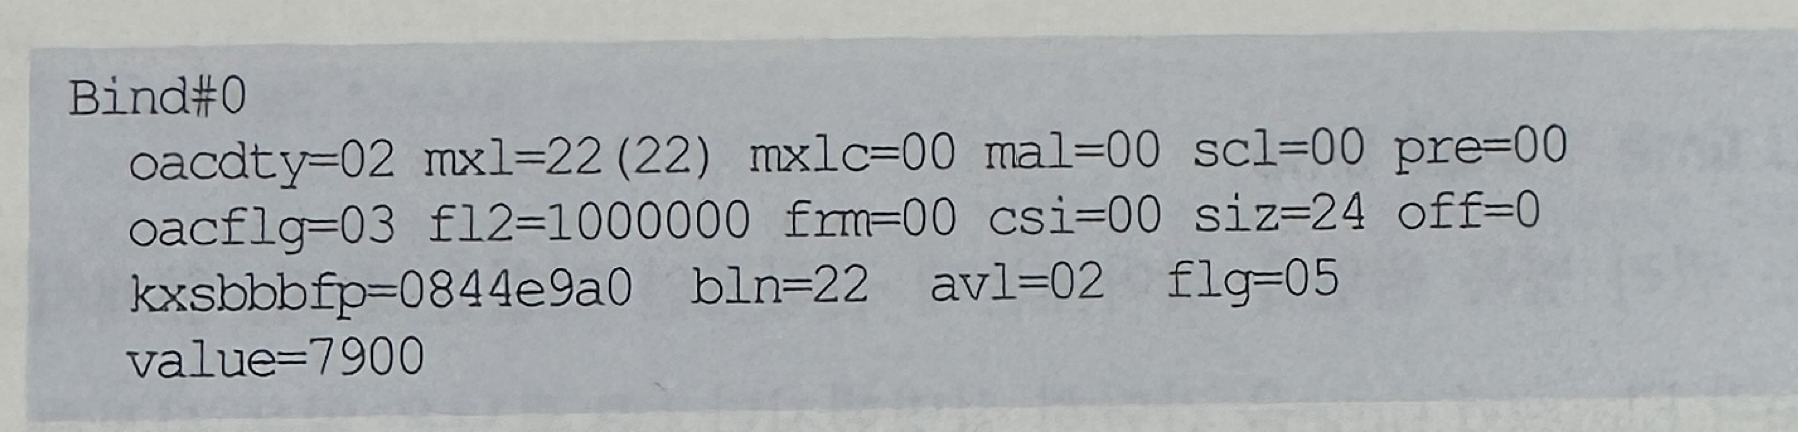 Bind#0
oacdty=02 mxl=22(22) mxlc=00 mal=00 scl=00 pre=00
oacflg=03 fl2=1000000 frm=00 csi=00 siz=24 off=0
kxsbbbfp=0844e9a0 bln=22 avl=02 flg=05
value=7900